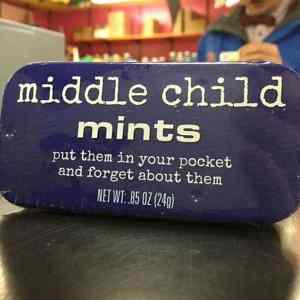 middle child
mints
put them in your pocket
and forget about them
NET WT: .85 OZ (24g)